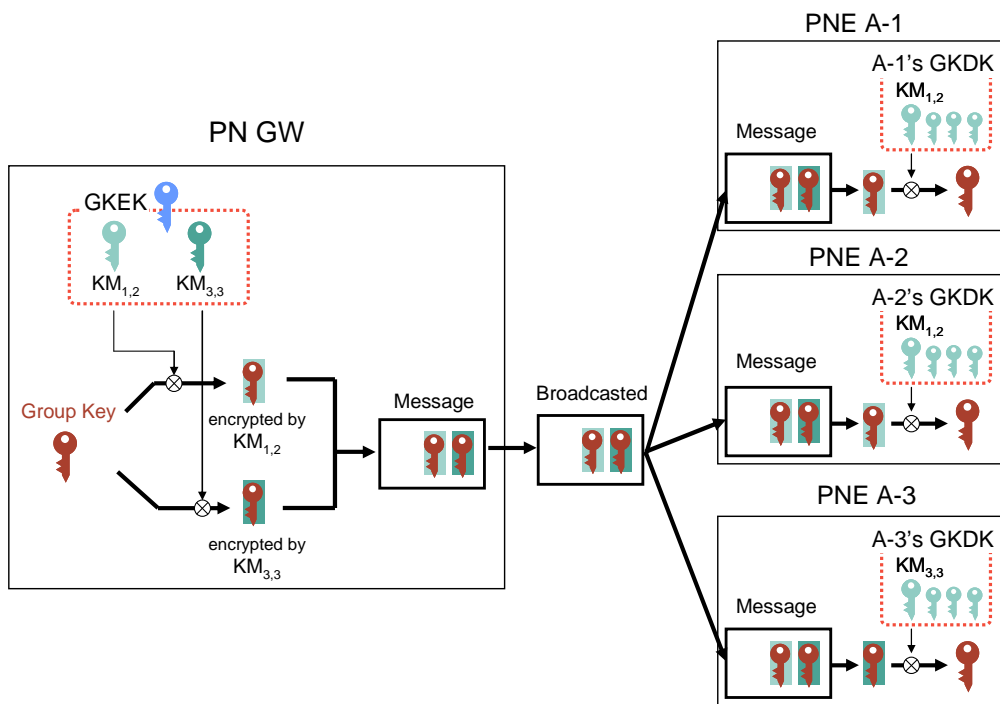 PN GW
GKEK
KM1,2
KM3,3
Group Key
encrypted by
KM1,2
encrypted by
KM3,3
Message
Broadcasted
PNE A-1
A-1's GKDK
KM1,2
Message
PNE A-2
A-2's GKDK
KM1,2
Message
PNE A-3
A-3's GKDK
KM3,3
Message